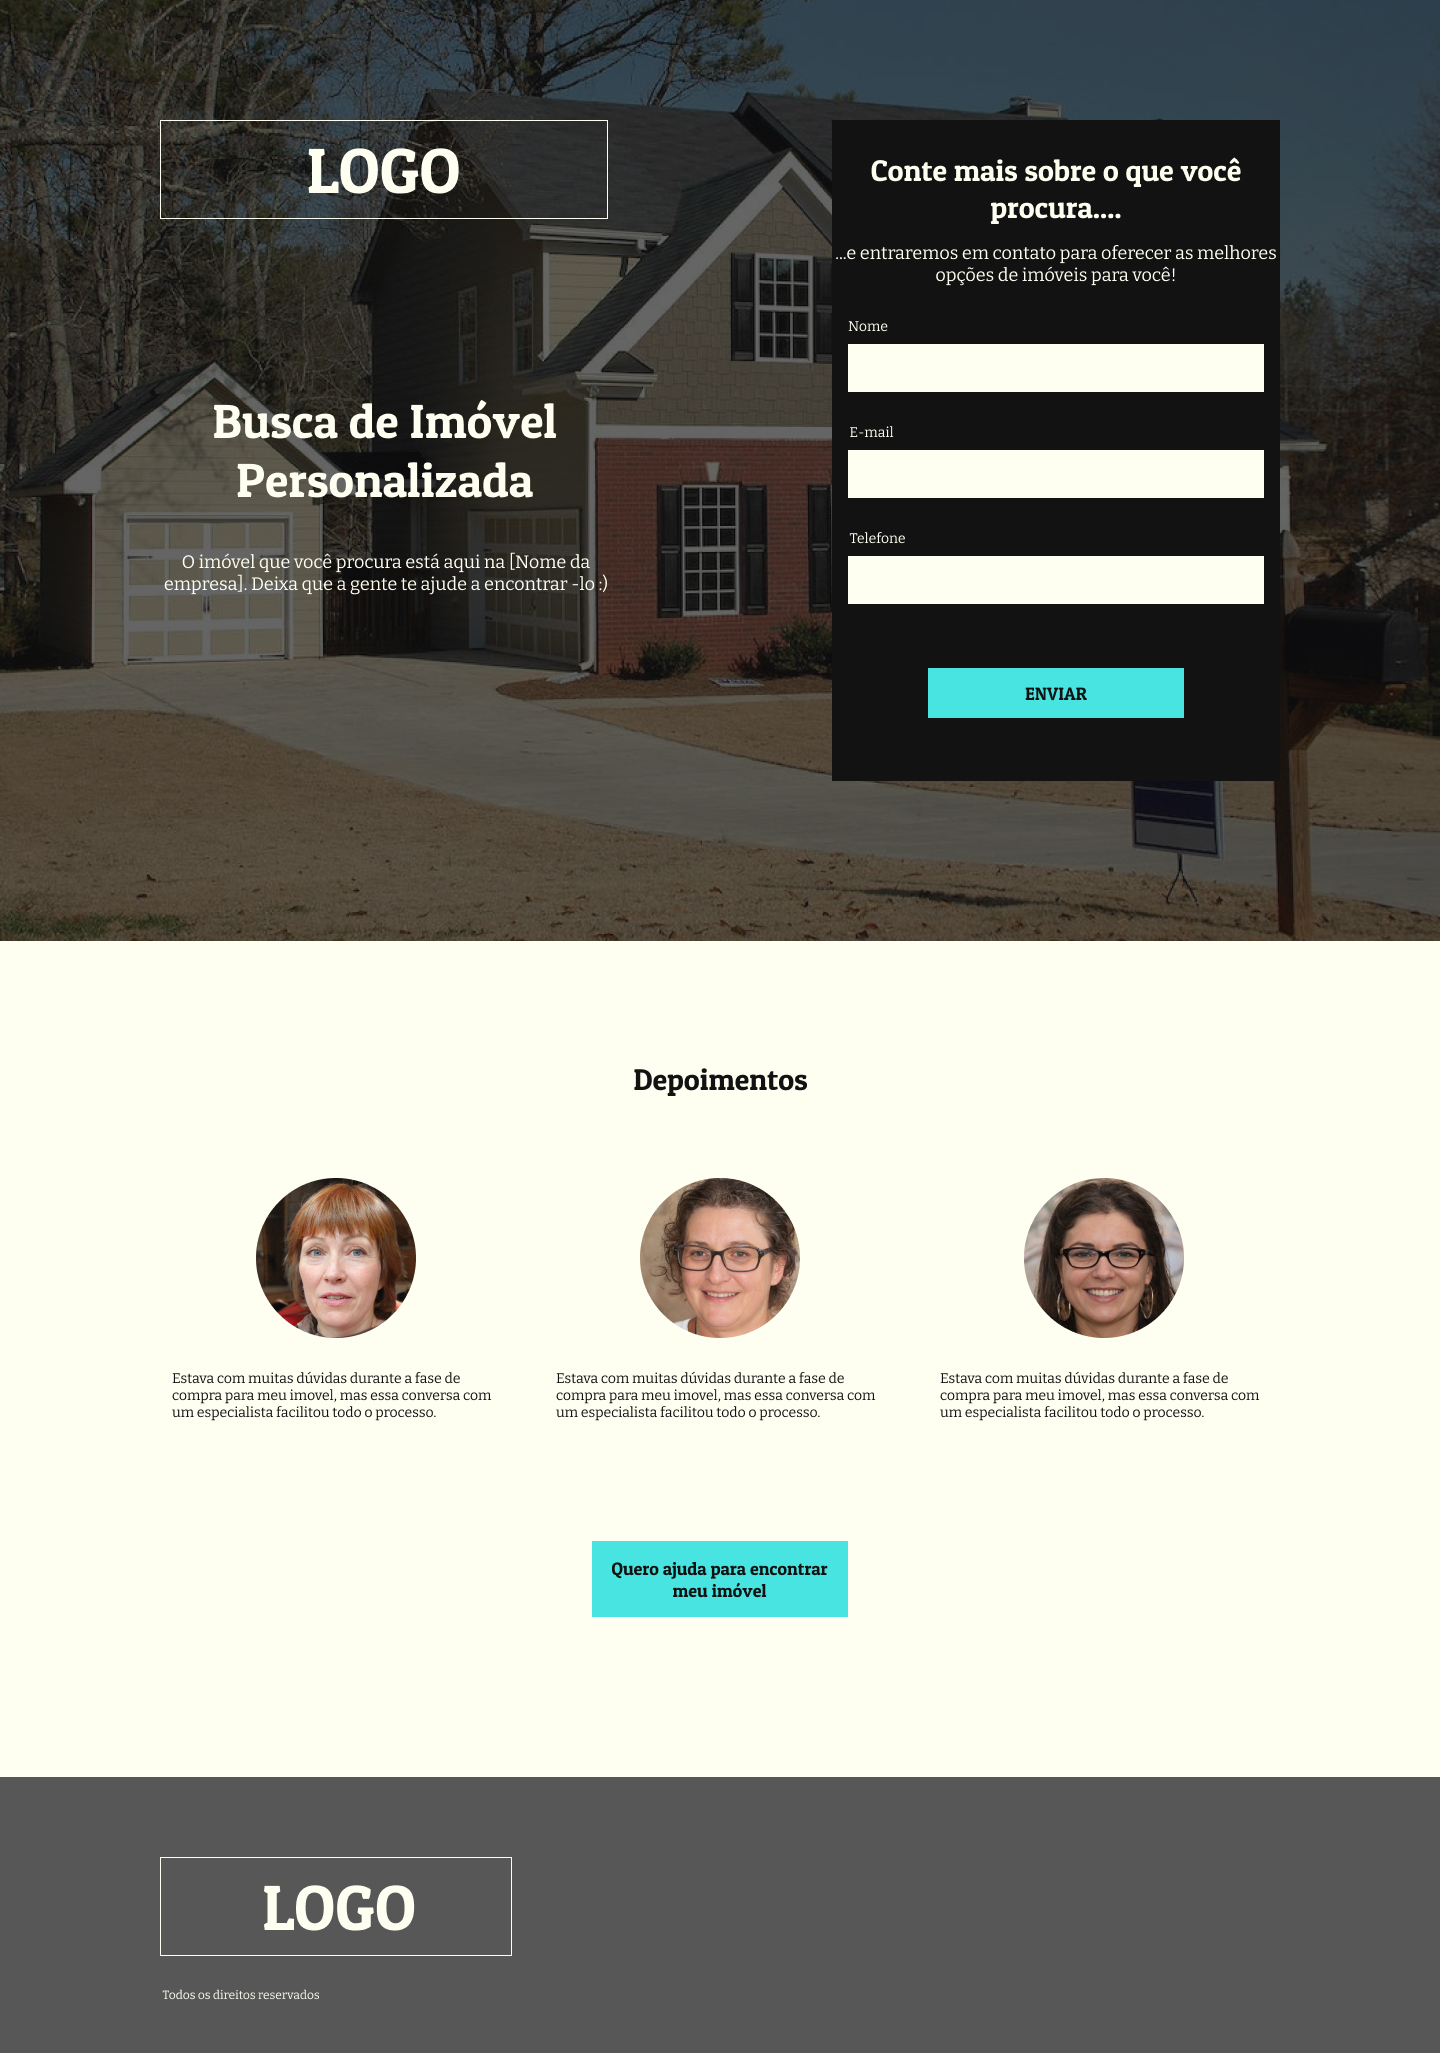 LOGO
Busca de Imóvel
Personalizada
O imóvel que você procura está aqui na [Nome da
empresa]. Deixa que a gente te ajude a encontrar -lo :)
Conte mais sobre o que você
procura....
...e entraremos em contato para oferecer as melhores
opções de imóveis para você!
Nome
E-mail
Telefone
ENVIAR
Depoimentos
Estava com muitas dúvidas durante a fase de
compra para meu imovel, mas essa conversa com
um especialista facilitou todo o processo.
Estava com muitas dúvidas durante a fase de
compra para meu imovel, mas essa conversa com
um especialista facilitou todo o processo.
Estava com muitas dúvidas durante a fase de
compra para meu imovel, mas essa conversa com
um especialista facilitou todo o processo.
Quero ajuda para encontrar
meu imóvel
LOGO
Todos os direitos reservados